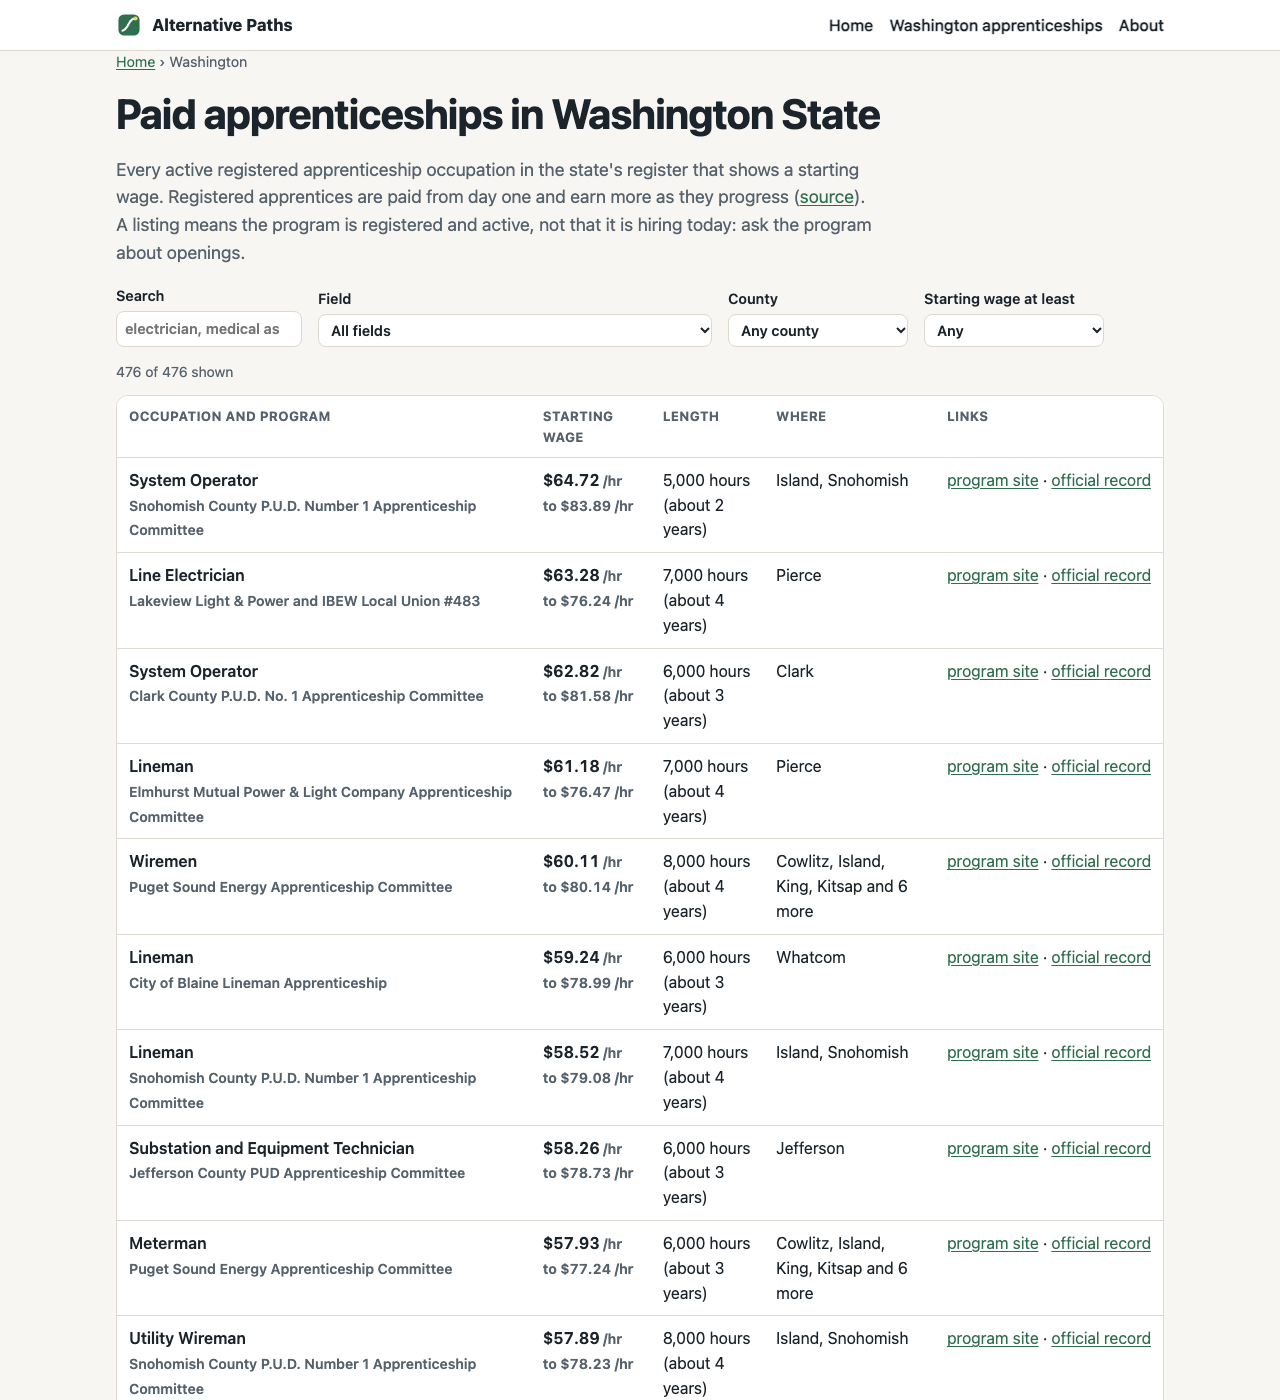 Alternative Paths
Home Washington apprenticeships About
Home › Washington
Paid apprenticeships in Washington State
Every active registered apprenticeship occupation in the state's register that shows a starting
wage. Registered apprentices are paid from day one and earn more as they progress (source).
A listing means the program is registered and active, not that it is hiring today: ask the program
about openings.
Search
Field
County
Starting wage at least
electrician, medical as
All fields
Any county
Any
476 of 476 shown
OCCUPATION AND PROGRAM
STARTING
WAGE
LENGTH
WHERE
LINKS
System Operator
Snohomish County P.U.D. Number 1 Apprenticeship
Committee
$64.72 /hr
to $83.89 /hr
5,000 hours
(about 2
years)
Island, Snohomish
program site · official record
Line Electrician
Lakeview Light & Power and IBEW Local Union #483
$63.28 /hr
to $76.24 /hr
7,000 hours
(about 4
years)
Pierce
program site · official record
System Operator
Clark County P.U.D. No. 1 Apprenticeship Committee
$62.82 /hr
to $81.58 /hr
6,000 hours
(about 3
years)
Clark
program site · official record
Lineman
Elmhurst Mutual Power & Light Company Apprenticeship
Committee
$61.18 /hr
to $76.47 /hr
7,000 hours
(about 4
years)
Pierce
program site · official record
Wiremen
Puget Sound Energy Apprenticeship Committee
$60.11 /hr
to $80.14 /hr
8,000 hours
(about 4
years)
Cowlitz, Island,
King, Kitsap and 6
more
program site · official record
Lineman
City of Blaine Lineman Apprenticeship
$59.24 /hr
to $78.99 /hr
6,000 hours
(about 3
years)
Whatcom
program site · official record
Lineman
Snohomish County P.U.D. Number 1 Apprenticeship
Committee
$58.52 /hr
to $79.08 /hr
7,000 hours
(about 4
years)
Island, Snohomish
program site · official record
Substation and Equipment Technician
Jefferson County PUD Apprenticeship Committee
$58.26 /hr
to $78.73 /hr
6,000 hours
(about 3
years)
Jefferson
program site · official record
Meterman
Puget Sound Energy Apprenticeship Committee
$57.93 /hr
to $77.24 /hr
6,000 hours
(about 3
years)
Cowlitz, Island,
King, Kitsap and 6
more
program site · official record
Utility Wireman
Snohomish County P.U.D. Number 1 Apprenticeship
Committee
$57.89 /hr
to $78.23 /hr
8,000 hours
(about 4
years)
Island, Snohomish
program site · official record